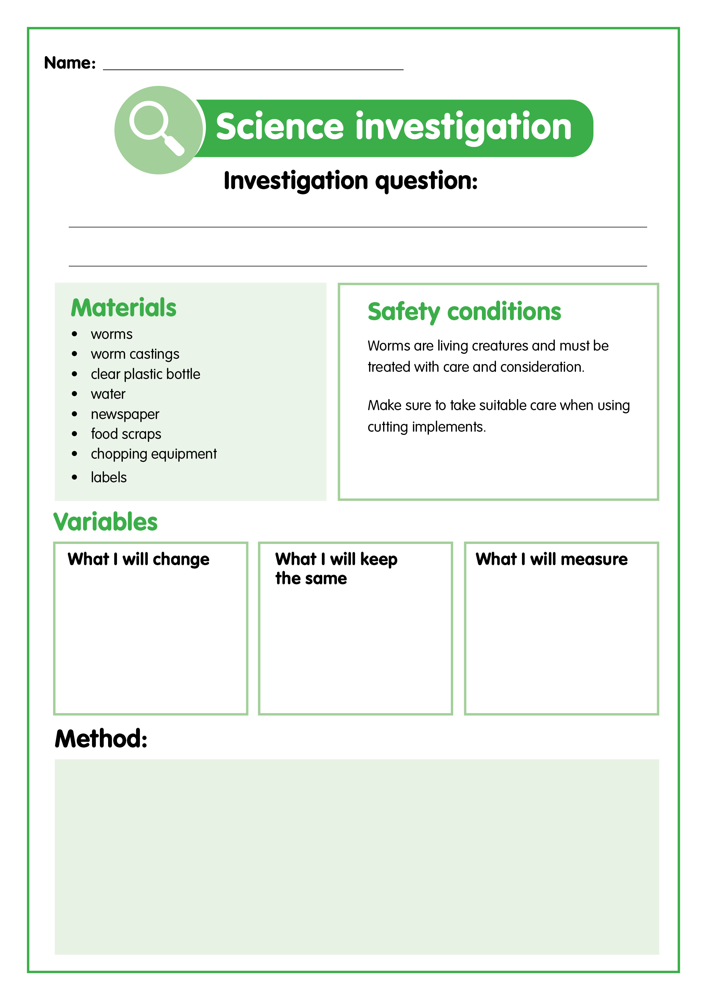 Name:
Science investigation
Investigation question:
Materials
• worms
• worm castings
• clear plastic bottle
• water
• newspaper
• food scraps
• chopping equipment
• labels
Safety conditions
Worms are living creatures and must be
treated with care and consideration.
Make sure to take suitable care when using
cutting implements.
Variables
What I will change
What I will keep
the same
What I will measure
Method: